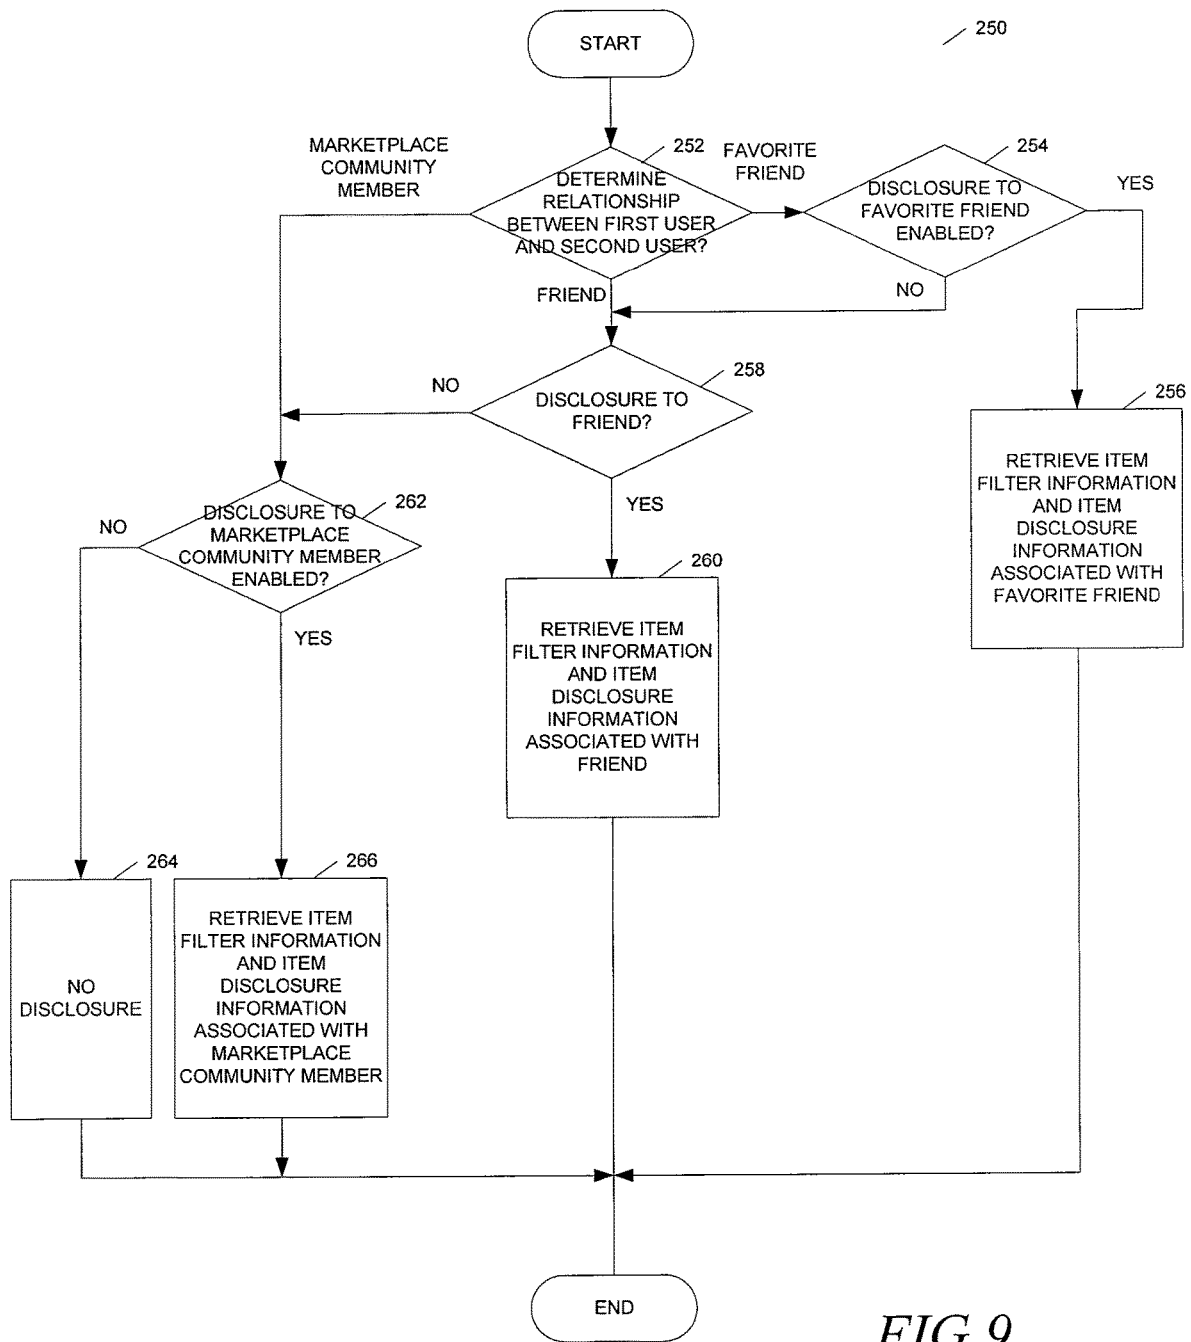 START
250
MARKETPLACE
COMMUNITY
MEMBER
252
DETERMINE
RELATIONSHIP
BETWEEN FIRST USER
AND SECOND USER?
FAVORITE
FRIEND
254
DISCLOSURE TO
FAVORITE FRIEND
ENABLED?
YES
FRIEND
NO
258
DISCLOSURE TO
FRIEND?
NO
YES
256
RETRIEVE ITEM
FILTER INFORMATION
AND ITEM
DISCLOSURE
INFORMATION
ASSOCIATED WITH
FAVORITE FRIEND
262
DISCLOSURE TO
MARKETPLACE
COMMUNITY MEMBER
ENABLED?
NO
YES
260
RETRIEVE ITEM
FILTER INFORMATION
AND ITEM
DISCLOSURE
INFORMATION
ASSOCIATED WITH
FRIEND
264
NO
DISCLOSURE
266
RETRIEVE ITEM
FILTER INFORMATION
AND ITEM
DISCLOSURE
INFORMATION
ASSOCIATED WITH
MARKETPLACE
COMMUNITY MEMBER
END
FIG 9